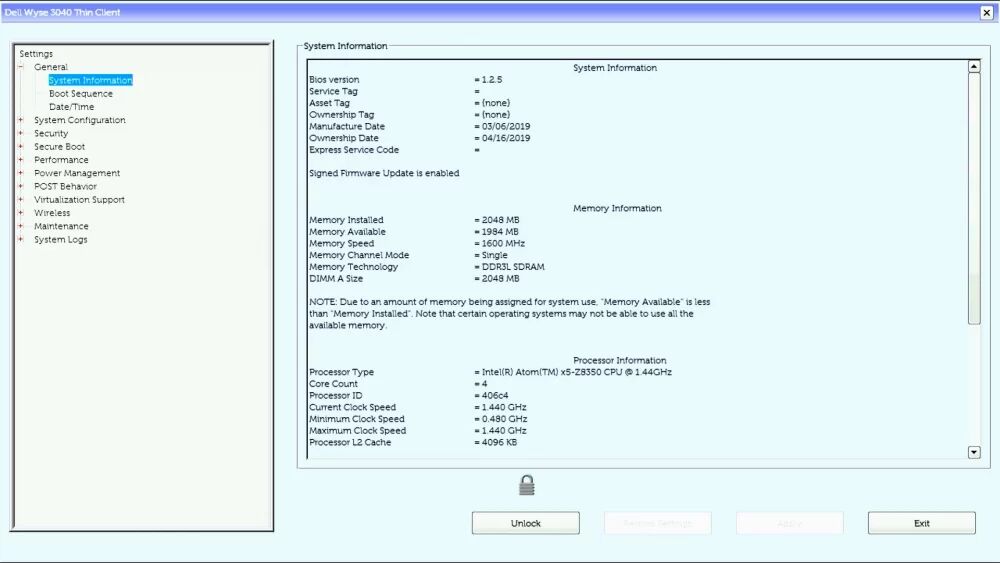 Dell Wyse 3040 Thin Client
Settings
General
System Information
Boot Sequence
Date/Time
System Configuration
Security
Secure Boot
Performance
Power Management
POST Behavior
Virtualization Support
Wireless
Maintenance
System Logs
System Information
System Information
Bios version = 1.2.5
Service Tag =
Asset Tag = (none)
Ownership Tag = (none)
Manufacture Date = 03/06/2019
Ownership Date = 04/16/2019
Express Service Code =
Signed Firmware Update is enabled
Memory Information
Memory Installed = 2048 MB
Memory Available = 1984 MB
Memory Speed = 1600 MHz
Memory Channel Mode = Single
Memory Technology = DDR3L SDRAM
DIMM A Size = 2048 MB
NOTE: Due to an amount of memory being assigned for system use, "Memory Available" is less
than "Memory Installed". Note that certain operating systems may not be able to use all the
available memory.
Processor Information
Processor Type = Intel(R) Atom(TM) x5-Z8350 CPU @ 1.44GHz
Core Count = 4
Processor ID = 406c4
Current Clock Speed = 1.440 GHz
Minimum Clock Speed = 0.480 GHz
Maximum Clock Speed = 1.440 GHz
Processor L2 Cache = 4096 KB
Unlock
Apply
Exit